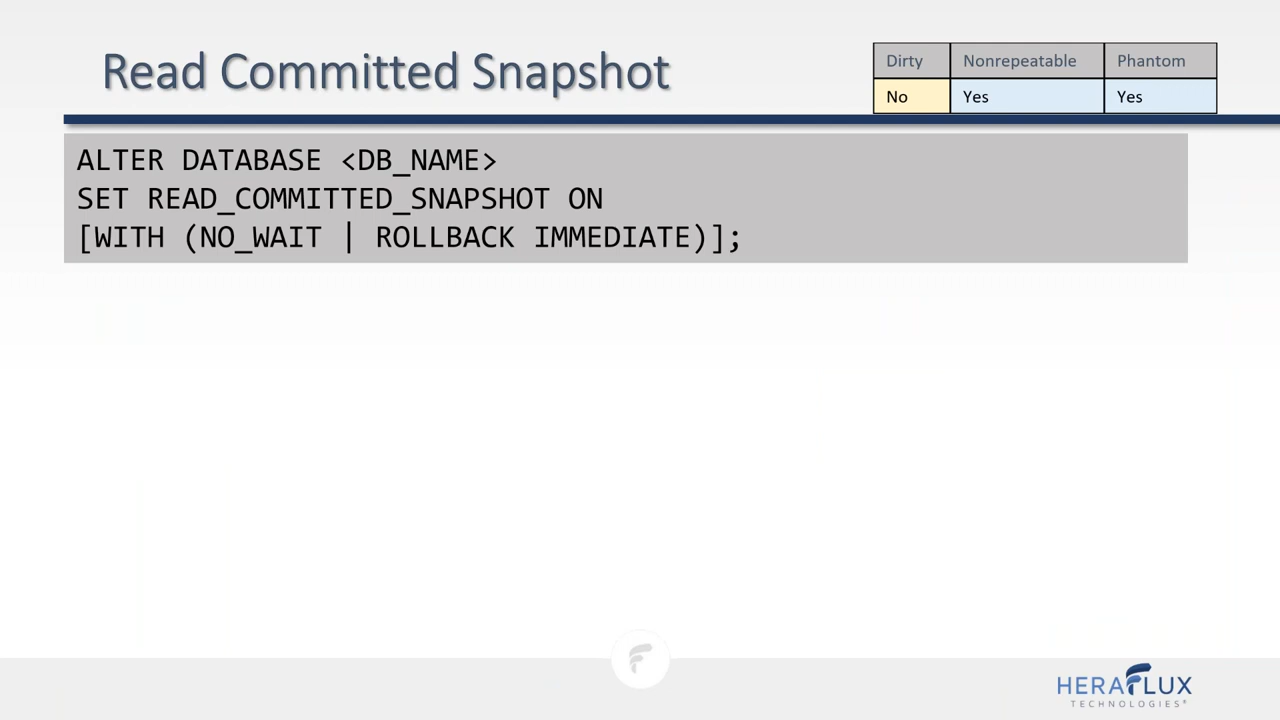 Read Committed Snapshot
Dirty Nonrepeatable Phantom
No Yes Yes
ALTER DATABASE <DB_NAME>
SET READ_COMMITTED_SNAPSHOT ON
[WITH (NO_WAIT | ROLLBACK IMMEDIATE)];
HERAFLUX
TECHNOLOGIES®